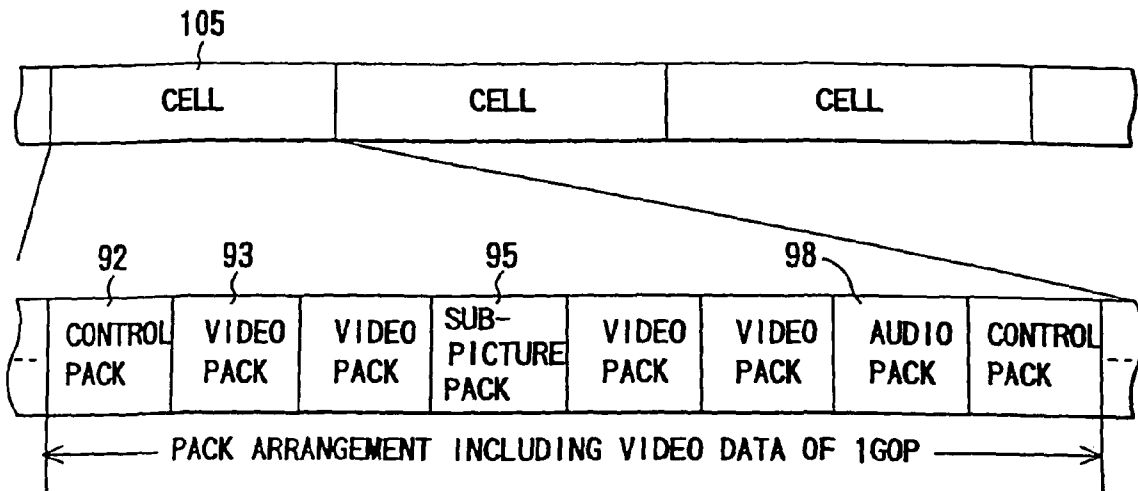 105
CELL CELL CELL
92 93 95 98
CONTROL PACK
VIDEO PACK
VIDEO PACK
SUB-
PICTURE
PACK
VIDEO PACK
VIDEO PACK
AUDIO PACK
CONTROL PACK
PACK ARRANGEMENT INCLUDING VIDEO DATA OF 1GOP